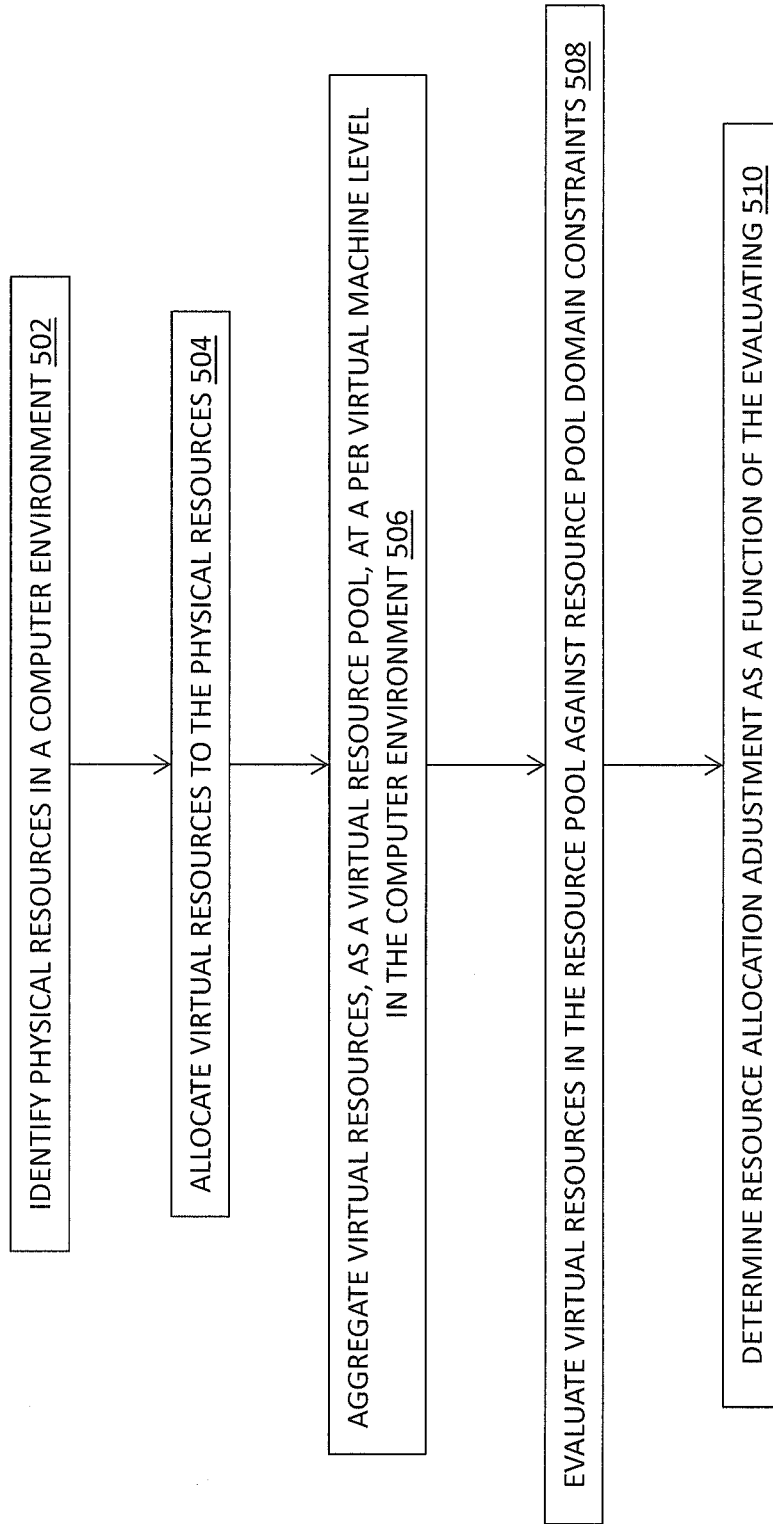 IDENTIFY PHYSICAL RESOURCES IN A COMPUTER ENVIRONMENT 502
ALLOCATE VIRTUAL RESOURCES TO THE PHYSICAL RESOURCES 504
AGGREGATE VIRTUAL RESOURCES, AS A VIRTUAL RESOURCE POOL, AT A PER VIRTUAL MACHINE LEVEL
IN THE COMPUTER ENVIRONMENT 506
EVALUATE VIRTUAL RESOURCES IN THE RESOURCE POOL AGAINST RESOURCE POOL DOMAIN CONSTRAINTS 508
DETERMINE RESOURCE ALLOCATION ADJUSTMENT AS A FUNCTION OF THE EVALUATING 510